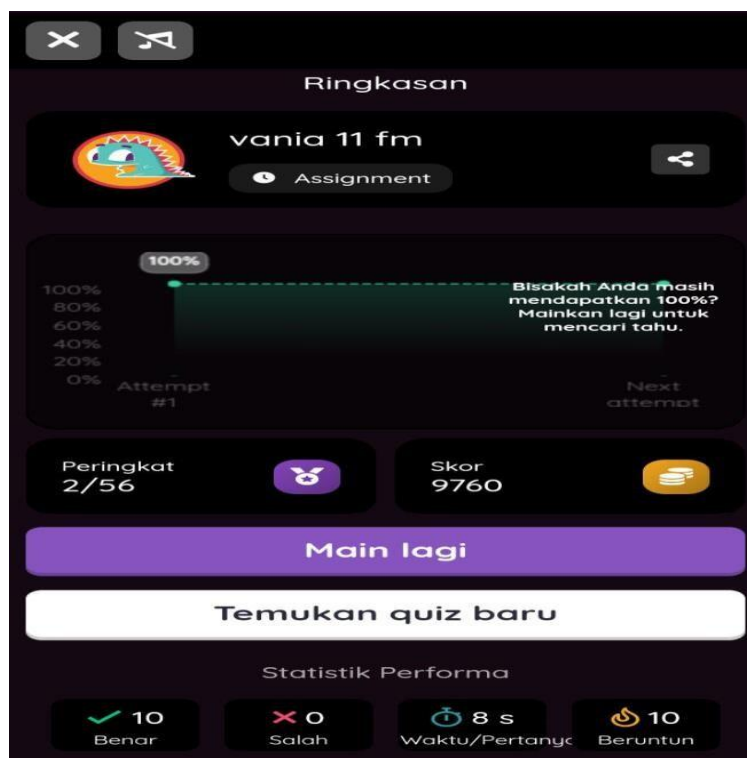 Ringkasan
vania 11 fm
Assignment
100%
100%
80%
60%
40%
20%
0%
Bisakah Anda masih
mendapatkan 100%?
Mainkan lagi untuk
mencari tahu.
Attempt
#1
Next
attempt
Peringkat
2/56
Skor
9760
Main lagi
Temukan quiz baru
Statistik Performa
10
Benar
0
Salah
8 s
Waktu/Pertanyc
10
Beruntun